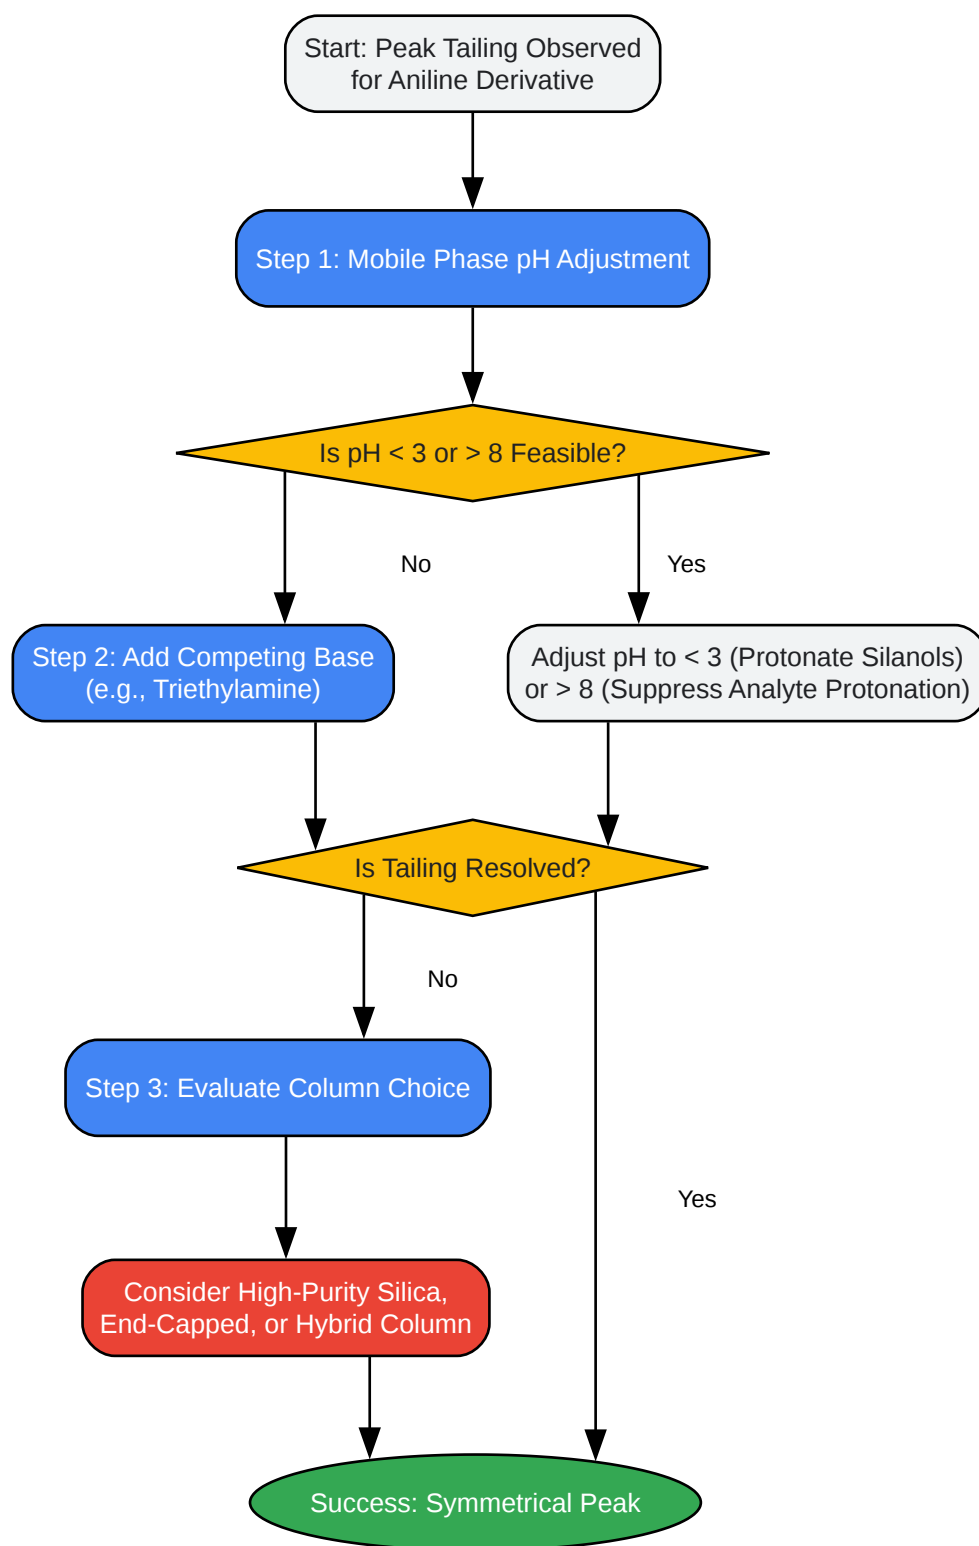 Start: Peak Tailing Observed
for Aniline Derivative
Step 1: Mobile Phase pH Adjustment
Is pH < 3 or > 8 Feasible?
No
Yes
Step 2: Add Competing Base
(e.g., Triethylamine)
Adjust pH to < 3 (Protonate Silanols)
or > 8 (Suppress Analyte Protonation)
Is Tailing Resolved?
No
Step 3: Evaluate Column Choice
Yes
Consider High-Purity Silica,
End-Capped, or Hybrid Column
Success: Symmetrical Peak